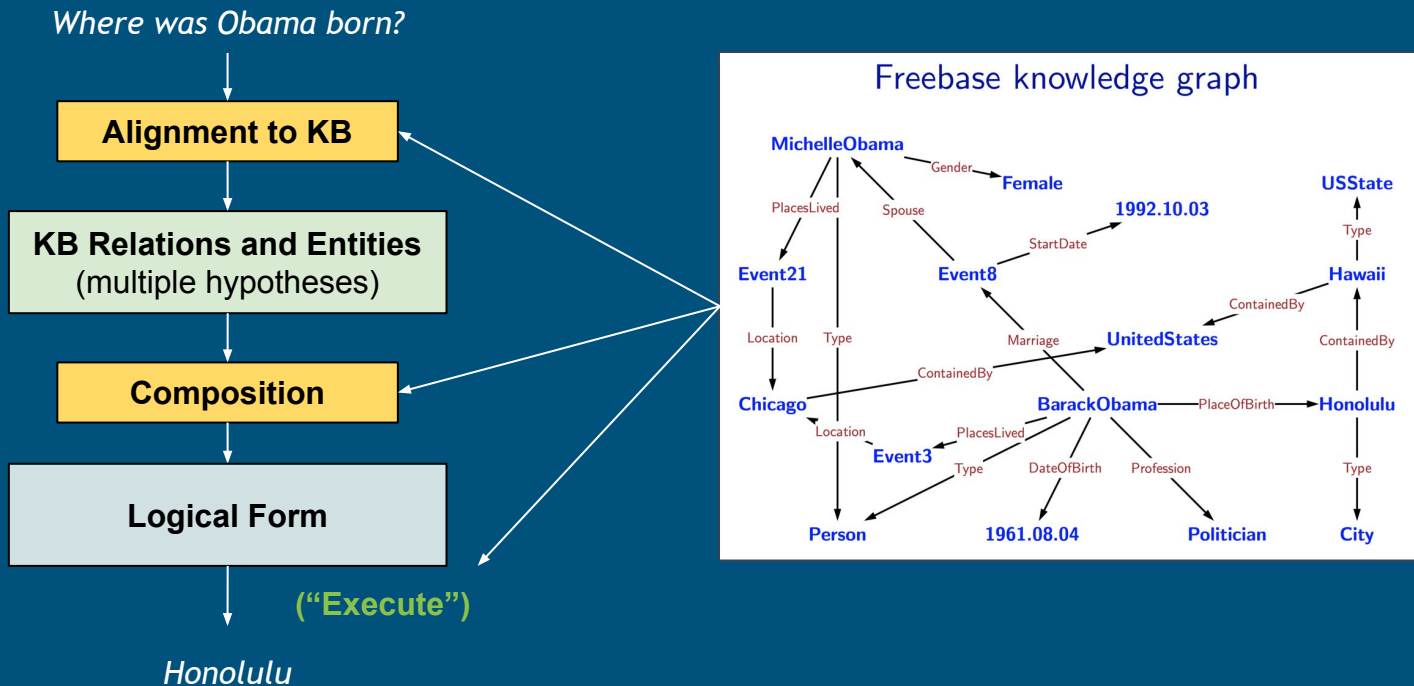 Where was Obama born?
Alignment to KB
KB Relations and Entities
(multiple hypotheses)
Composition
Logical Form
(“Execute”)
Honolulu
Freebase knowledge graph
MichelleObama
Gender
Female
USState
PlacesLived
Spouse
1992.10.03
Type
StartDate
Event21
Event8
Hawaii
ContainedBy
Location
Type
Marriage
UnitedStates
ContainedBy
ContainedBy
Chicago
BarackObama
PlaceOfBirth
Honolulu
Location
PlacesLived
Event3
Type
DateOfBirth
Profession
Type
Person
1961.08.04
Politician
City